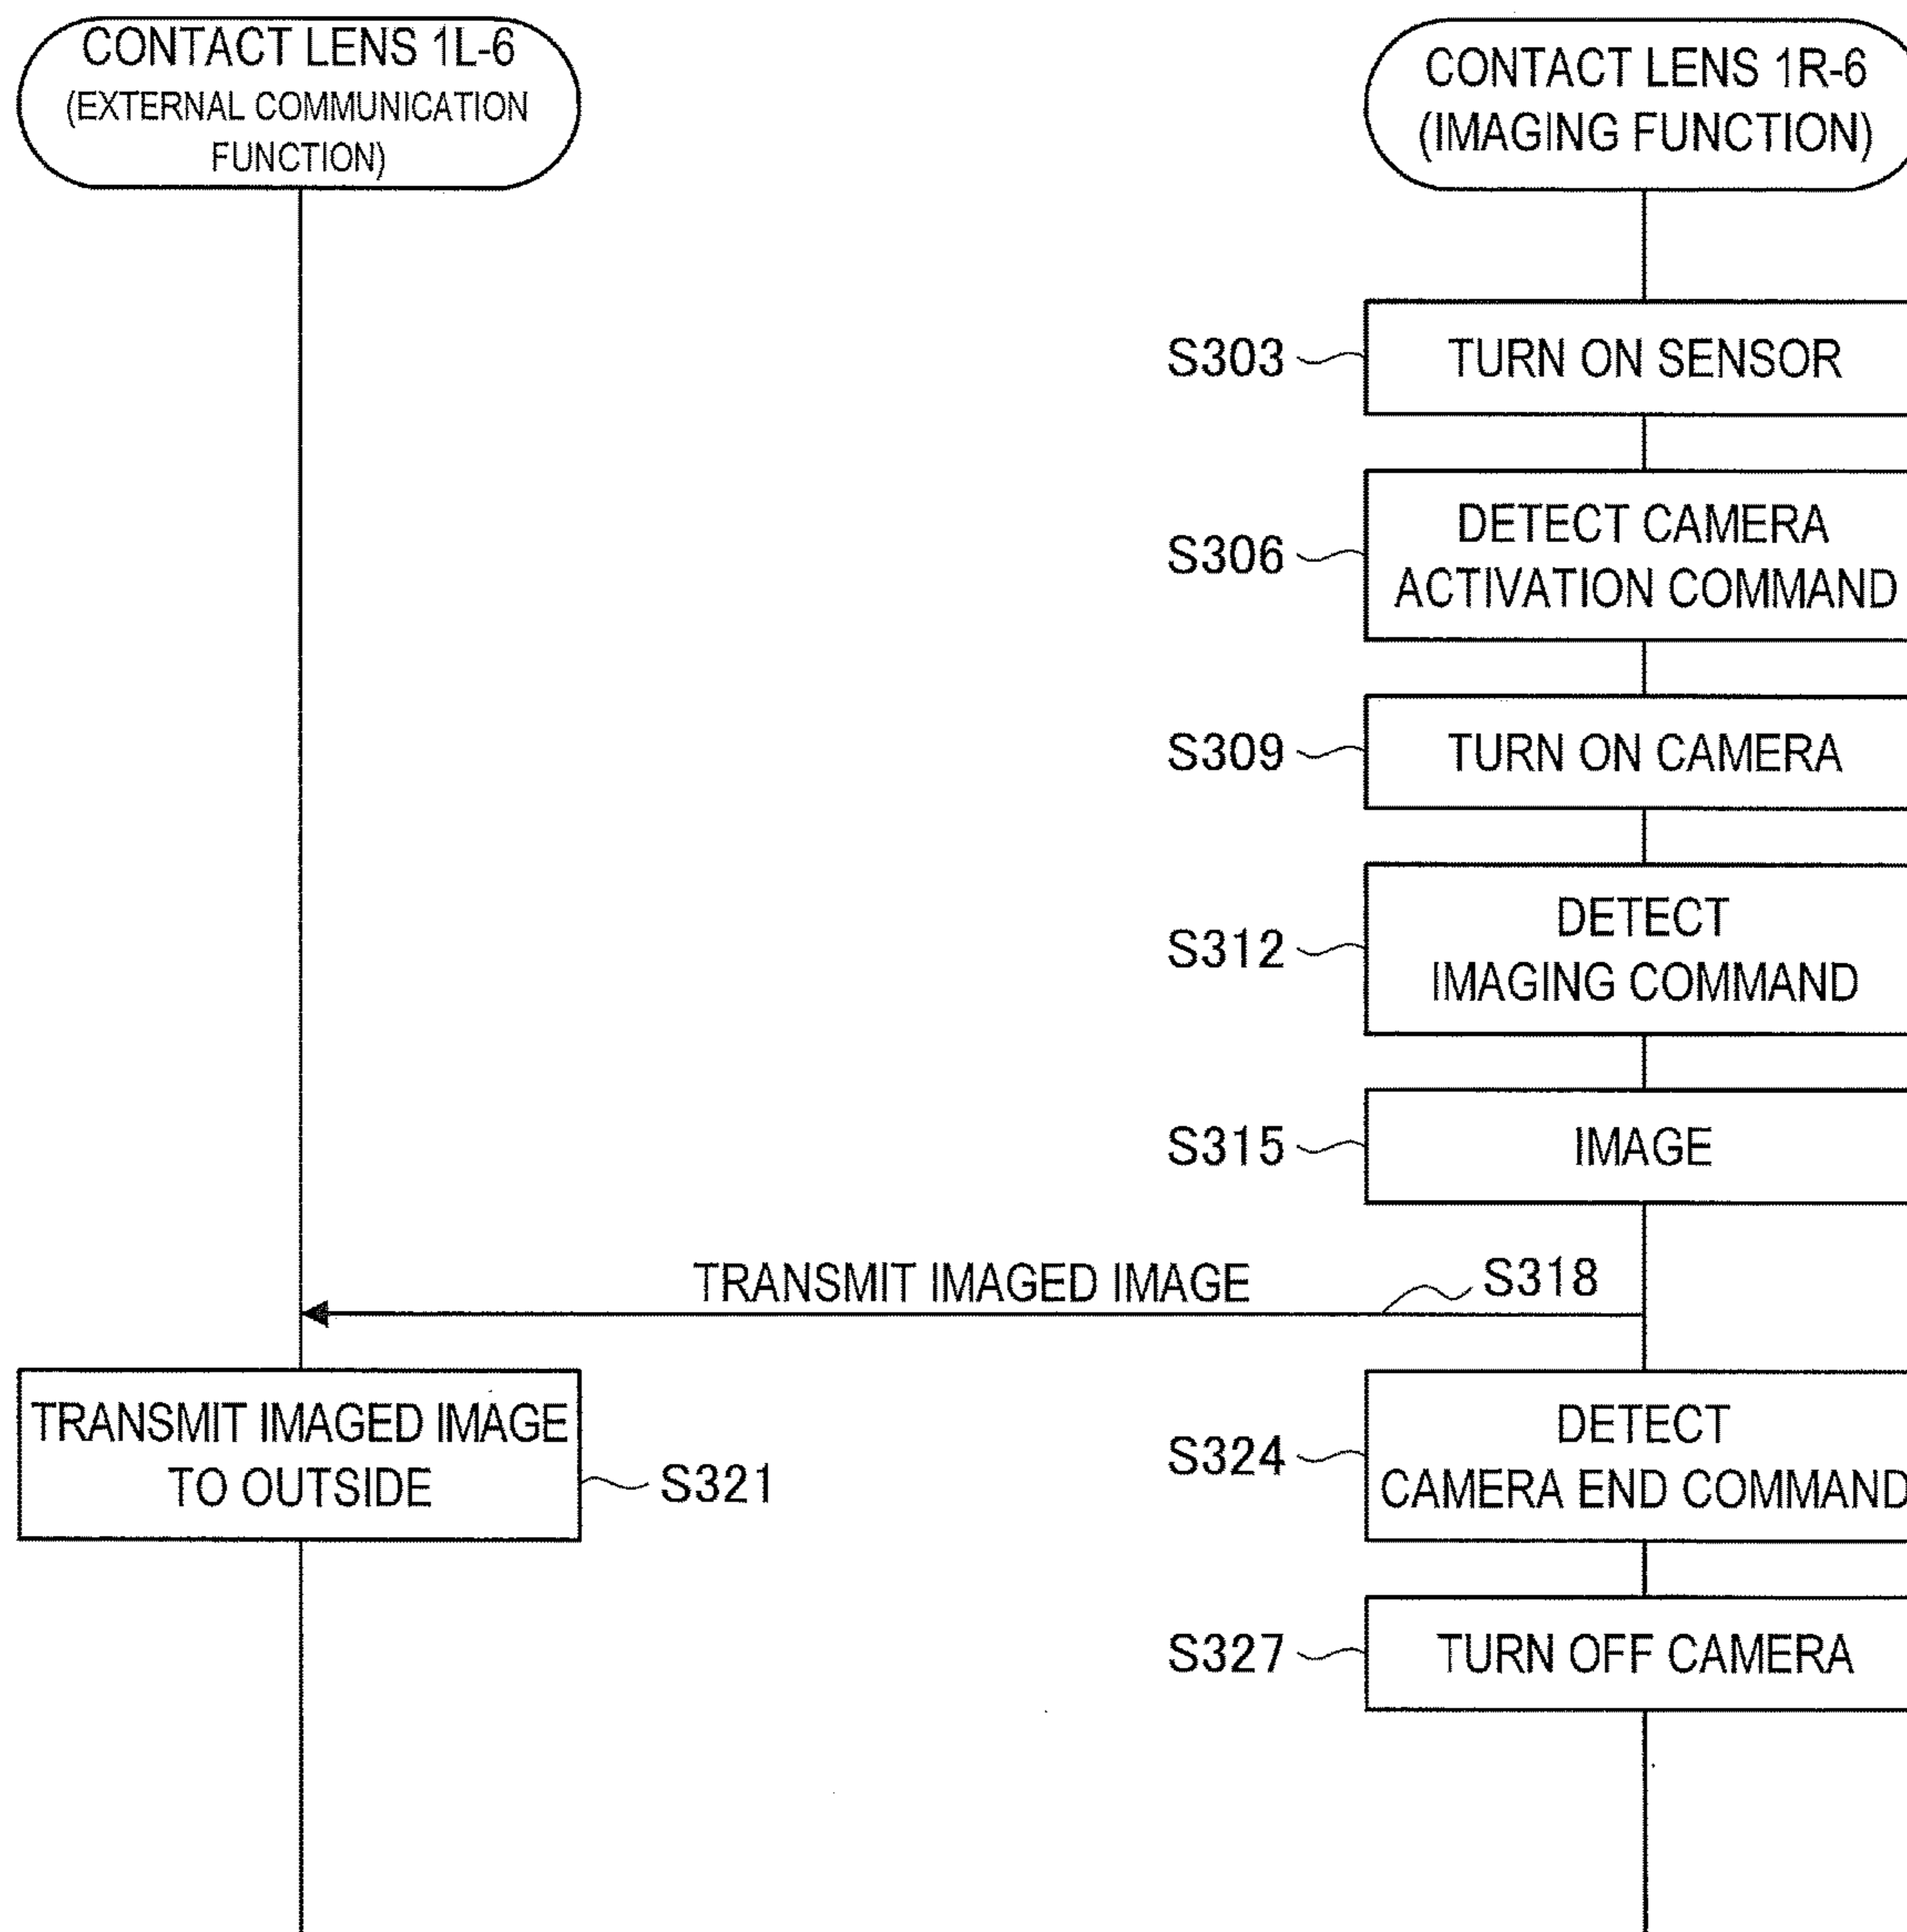 CONTACT LENS 1L-6
(EXTERNAL COMMUNICATION
FUNCTION)
CONTACT LENS 1R-6
(IMAGING FUNCTION)
S303
TURN ON SENSOR
S306
DETECT CAMERA
ACTIVATION COMMAND
S309
TURN ON CAMERA
S312
DETECT
IMAGING COMMAND
S315
IMAGE
TRANSMIT IMAGED IMAGE
S318
TRANSMIT IMAGED IMAGE
TO OUTSIDE
S321
S324
DETECT
CAMERA END COMMAND
S327
TURN OFF CAMERA